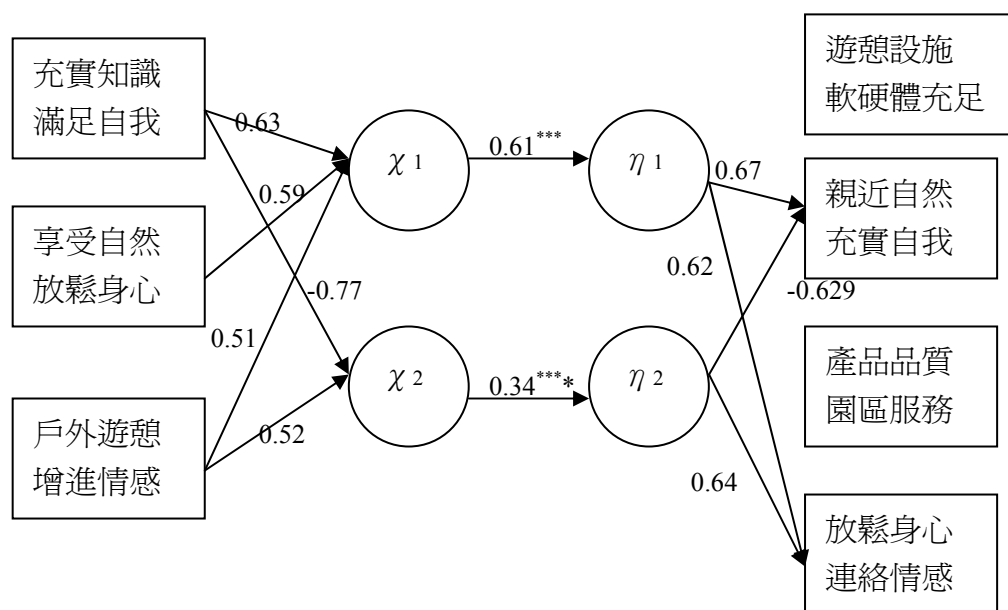 充實知識
滿足自我
享受自然
放鬆身心
戶外遊憩
增進情感
0.63
0.59
-0.77
0.51
0.52
χ1
χ2
0.61***
0.34****
η1
η2
0.67
0.62
-0.629
0.64
遊憩設施
軟硬體充足
親近自然
充實自我
產品品質
園區服務
放鬆身心
連絡情感